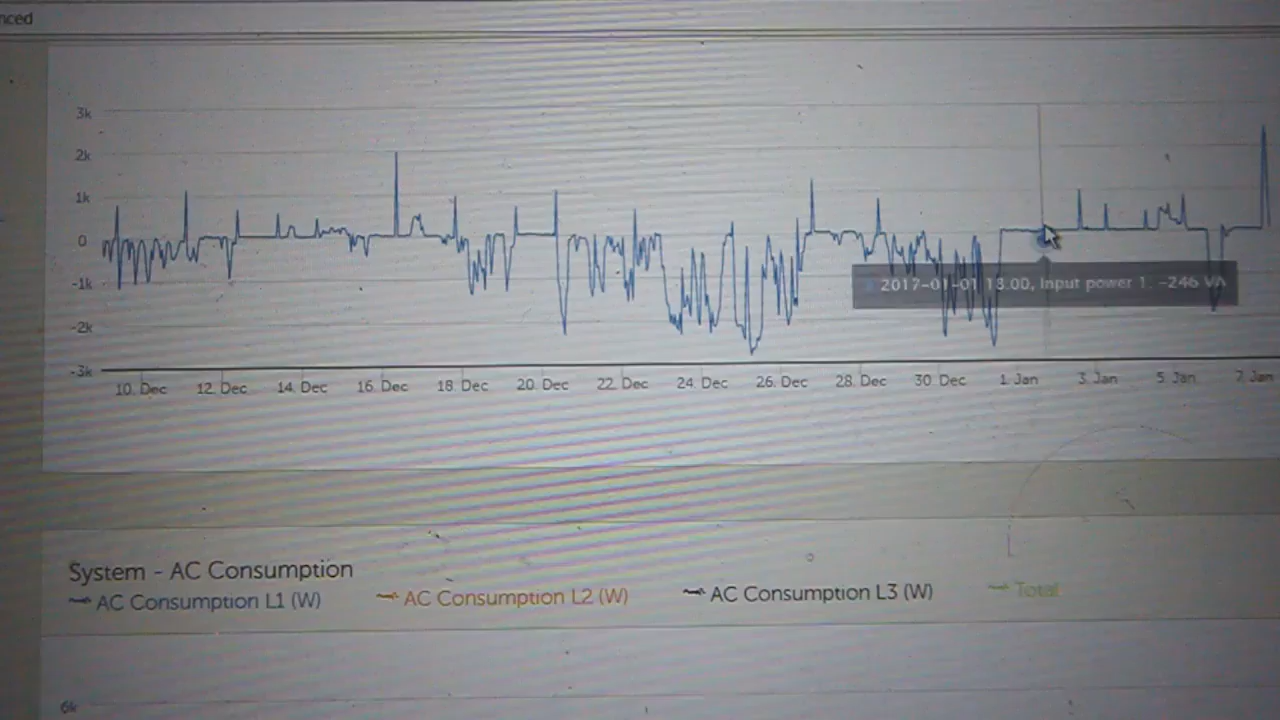 nced
3k
2k
1k
0
-1k
-2k
-3k
2017-01-01 18:00, Input power 1: -246 VA
10. Dec 12. Dec 14. Dec 16. Dec 18. Dec 20. Dec 22. Dec 24. Dec 26. Dec 28. Dec 30. Dec 1. Jan 3. Jan 5. Jan 7. Jan
System - AC Consumption
AC Consumption L1 (W) AC Consumption L2 (W) AC Consumption L3 (W) Total
6k